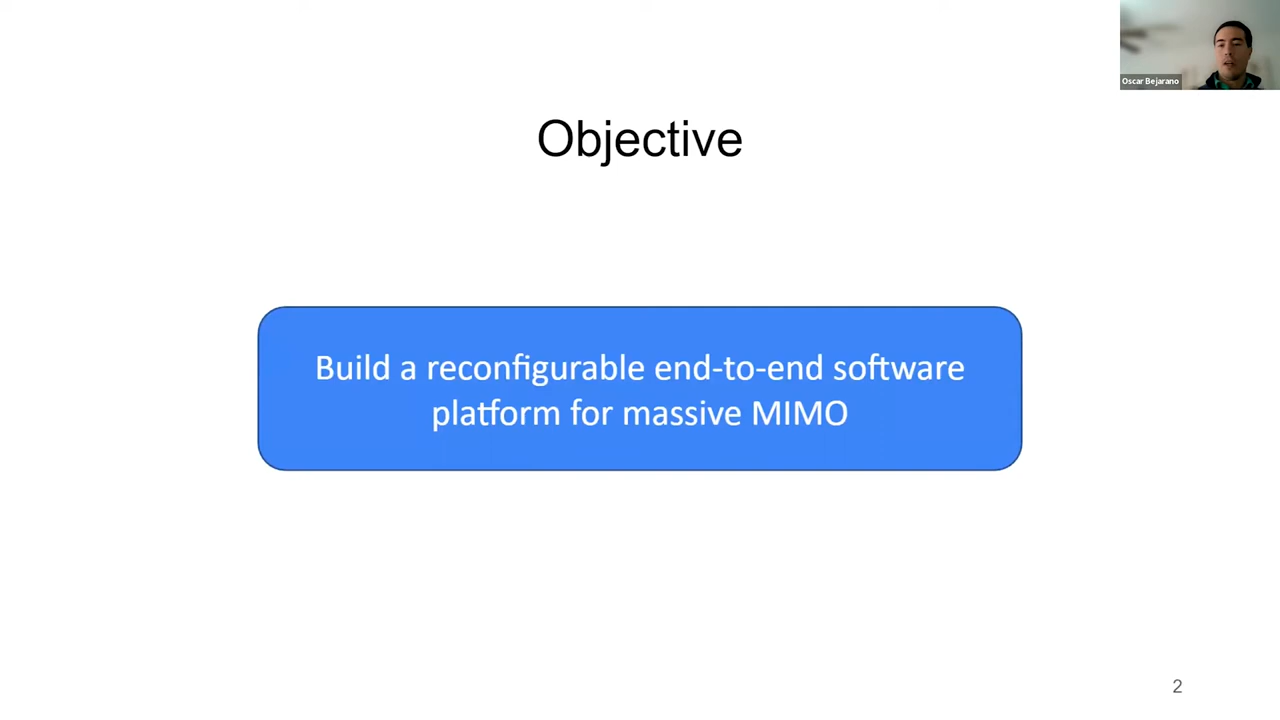 Oscar Bejarano
Objective
Build a reconfigurable end-to-end software
platform for massive MIMO
2